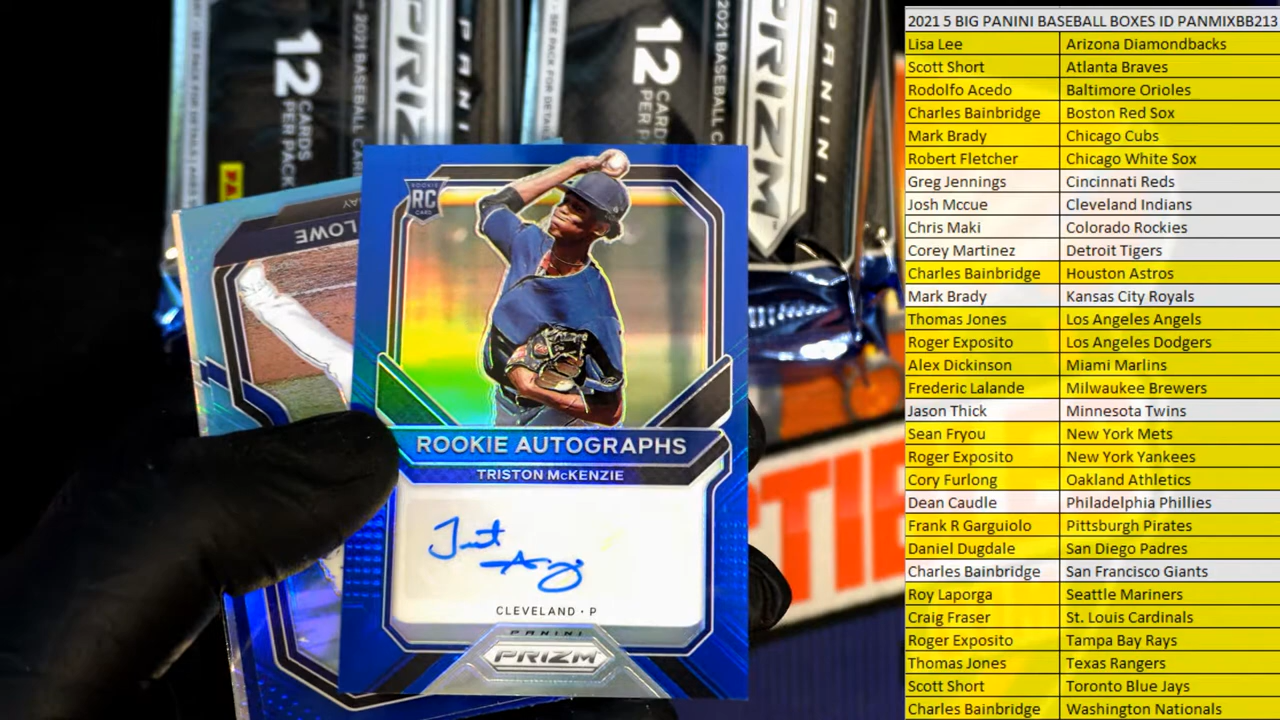 12
CARDS
PER PACK
2021 BASEBALL CA
PRIZM
PANINI
12
CARDS
PER PACK
2021 BASEBALL C
PRIZM
PANINI
LOWE
ROOKIE
RC
CARD
ROOKIE AUTOGRAPHS
TRISTON McKENZIE
CLEVELAND · P
PANINI
PRIZM
2021 5 BIG PANINI BASEBALL BOXES ID PANMIXBB213
Lisa Lee Arizona Diamondbacks
Scott Short Atlanta Braves
Rodolfo Acedo Baltimore Orioles
Charles Bainbridge Boston Red Sox
Mark Brady Chicago Cubs
Robert Fletcher Chicago White Sox
Greg Jennings Cincinnati Reds
Josh Mccue Cleveland Indians
Chris Maki Colorado Rockies
Corey Martinez Detroit Tigers
Charles Bainbridge Houston Astros
Mark Brady Kansas City Royals
Thomas Jones Los Angeles Angels
Roger Exposito Los Angeles Dodgers
Alex Dickinson Miami Marlins
Frederic Lalande Milwaukee Brewers
Jason Thick Minnesota Twins
Sean Fryou New York Mets
Roger Exposito New York Yankees
Cory Furlong Oakland Athletics
Dean Caudle Philadelphia Phillies
Frank R Garguiolo Pittsburgh Pirates
Daniel Dugdale San Diego Padres
Charles Bainbridge San Francisco Giants
Roy Laporga Seattle Mariners
Craig Fraser St. Louis Cardinals
Roger Exposito Tampa Bay Rays
Thomas Jones Texas Rangers
Scott Short Toronto Blue Jays
Charles Bainbridge Washington Nationals